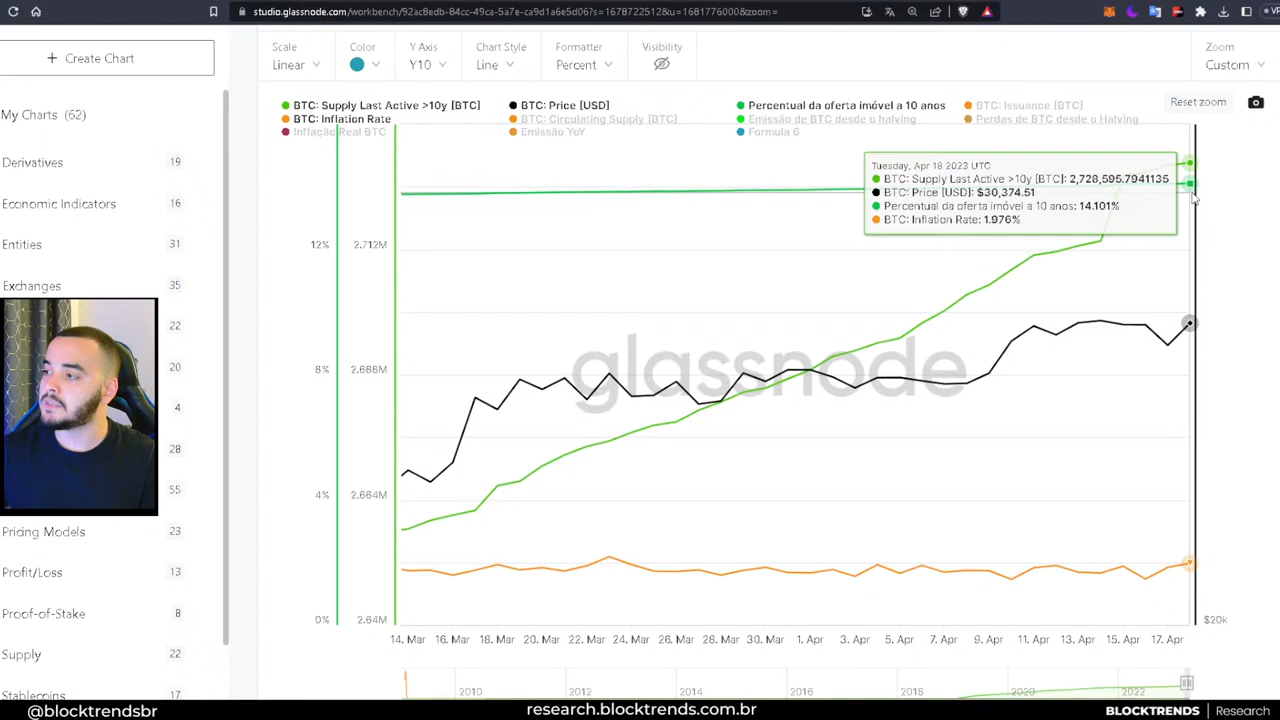 studio.glassnode.com/workbench/92ac8edb-84cc-49ca-5a7e-ca9d1a6e5d06?s=1678722512&u=1681776000&zoom=
+ Create Chart
Scale
Linear
Color
Y Axis
Y10
Chart Style
Line
Formatter
Percent
Visibility
Zoom
Custom
Reset zoom
My Charts (62)
Derivatives 19
Economic Indicators 16
Entities 31
Exchanges 35
22
20
4
28
55
Pricing Models 23
Profit/Loss 13
Proof-of-Stake 8
Supply 22
Stablecoins 17
BTC: Supply Last Active >10y [BTC] BTC: Price [USD] Percentual da oferta imóvel a 10 anos BTC: Issuance [BTC]
BTC: Inflation Rate BTC: Circulating Supply [BTC] Emissão de BTC desde o halving Perdas de BTC desde o Halving
Inflação Real BTC Emissão YoY Formula 6
Tuesday, Apr 18 2023 UTC
BTC: Supply Last Active >10y [BTC]: 2,728,595.7941135
BTC: Price [USD]: $30,374.51
Percentual da oferta imóvel a 10 anos: 14.101%
BTC: Inflation Rate: 1.976%
12% 2.712M
8% 2.688M
4% 2.664M
0% 2.64M $20k
glassnode
14. Mar 16. Mar 18. Mar 20. Mar 22. Mar 24. Mar 26. Mar 28. Mar 30. Mar 1. Apr 3. Apr 5. Apr 7. Apr 9. Apr 11. Apr 13. Apr 15. Apr 17. Apr
2010 2012 2014 2016 2018 2020 2022
@blocktrendsbr
research.blocktrends.com.br
BLOCKTRENDS | Research